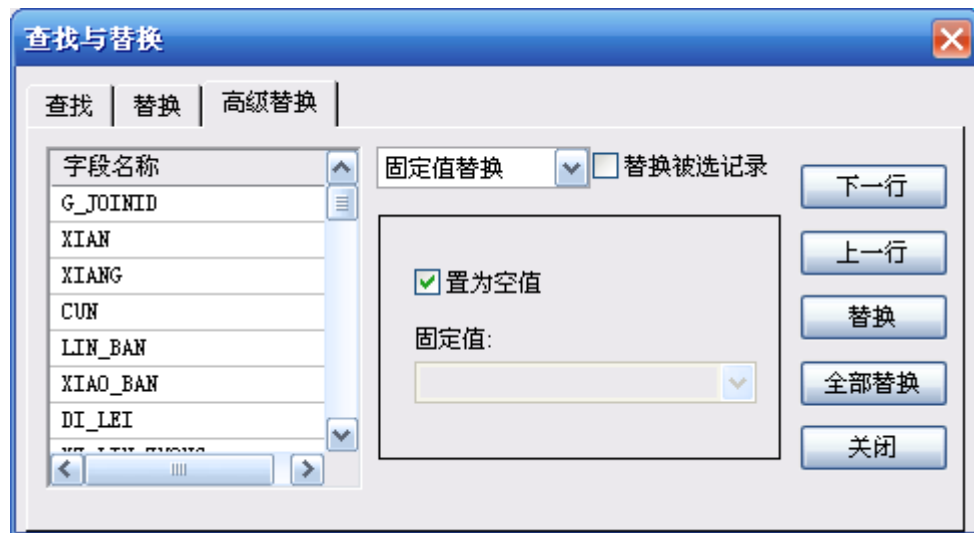 查找与替换
查找 替换 高级替换
字段名称
G_JOINID
XIAN
XIANG
CUN
LIN_BAN
XIAO_BAN
DI_LEI
固定值替换
替换被选记录
置为空值
固定值:
下一行
上一行
替换
全部替换
关闭